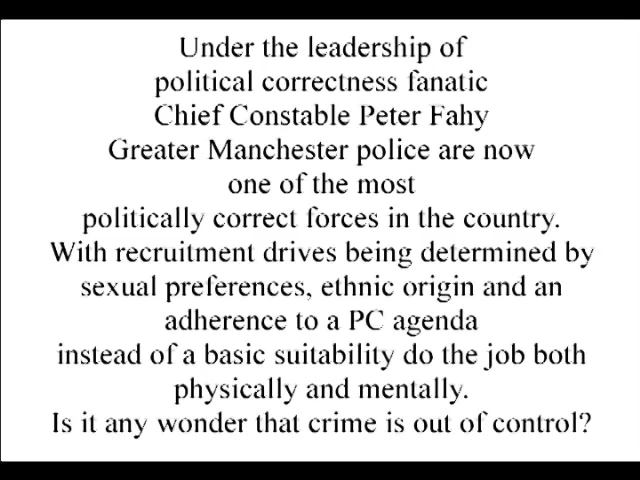 Under the leadership of
political correctness fanatic
Chief Constable Peter Fahy
Greater Manchester police are now
one of the most
politically correct forces in the country.
With recruitment drives being determined by
sexual preferences, ethnic origin and an
adherence to a PC agenda
instead of a basic suitability do the job both
physically and mentally.
Is it any wonder that crime is out of control?